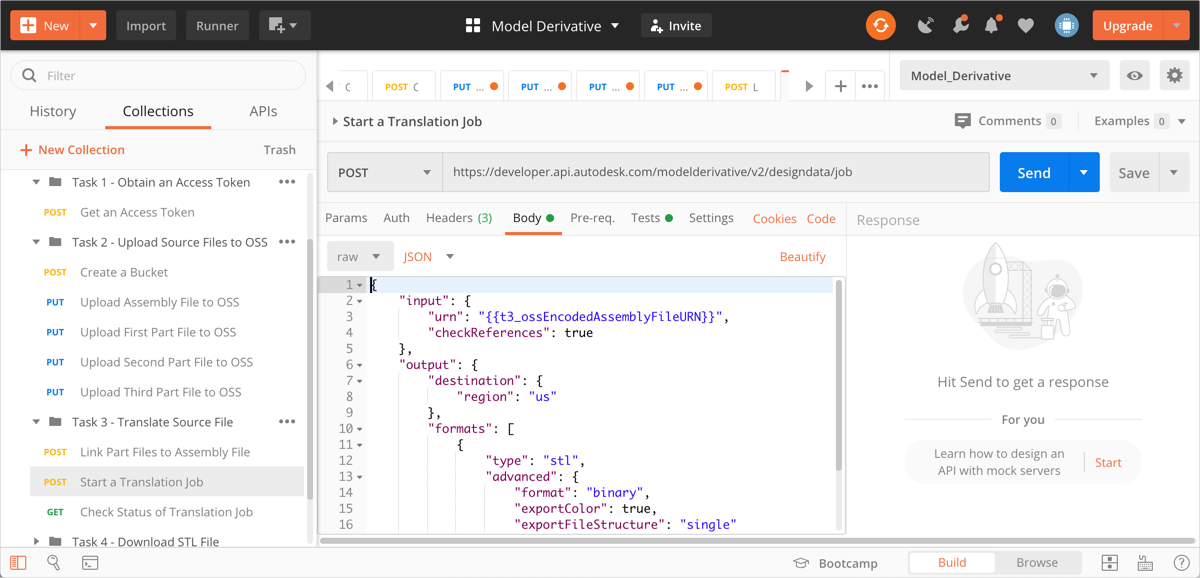 New Import Runner Model Derivative Invite Upgrade
Filter
History Collections APIs
New Collection Trash
Task 1 - Obtain an Access Token
POST Get an Access Token
Task 2 - Upload Source Files to OSS
POST Create a Bucket
PUT Upload Assembly File to OSS
PUT Upload First Part File to OSS
PUT Upload Second Part File to OSS
PUT Upload Third Part File to OSS
Task 3 - Translate Source File
POST Link Part Files to Assembly File
POST Start a Translation Job
GET Check Status of Translation Job
Task 4 - Download STL File
C POST C PUT ... PUT ... PUT ... PUT ... POST L
Model_Derivative
Start a Translation Job Comments 0 Examples 0
POST https://developer.api.autodesk.com/modelderivative/v2/designdata/job Send Save
Params Auth Headers (3) Body Pre-req. Tests Settings Cookies Code
raw JSON Beautify
1 {
2 "input": {
3 "urn": "{{t3_ossEncodedAssemblyFileURN}}",
4 "checkReferences": true
5 },
6 "output": {
7 "destination": {
8 "region": "us"
9 },
10 "formats": [
11 {
12 "type": "stl",
13 "advanced": {
14 "format": "binary",
15 "exportColor": true,
16 "exportFileStructure": "single"
Response
Hit Send to get a response
For you
Learn how to design an
API with mock servers
Start
Bootcamp Build Browse